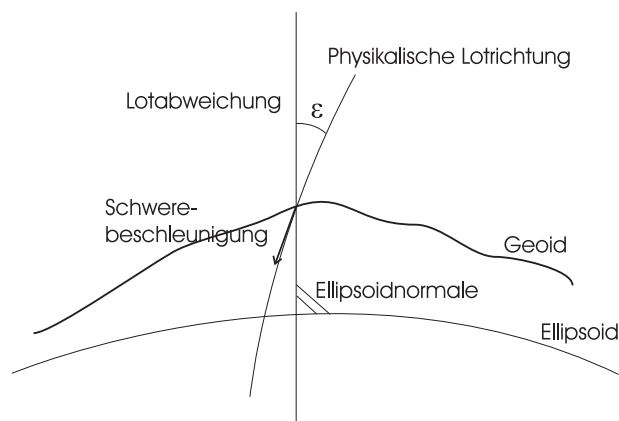 Physikalische Lotrichtung
Lotabweichung
ε
Schwere-
beschleunigung
Geoid
Ellipsoidnormale
Ellipsoid